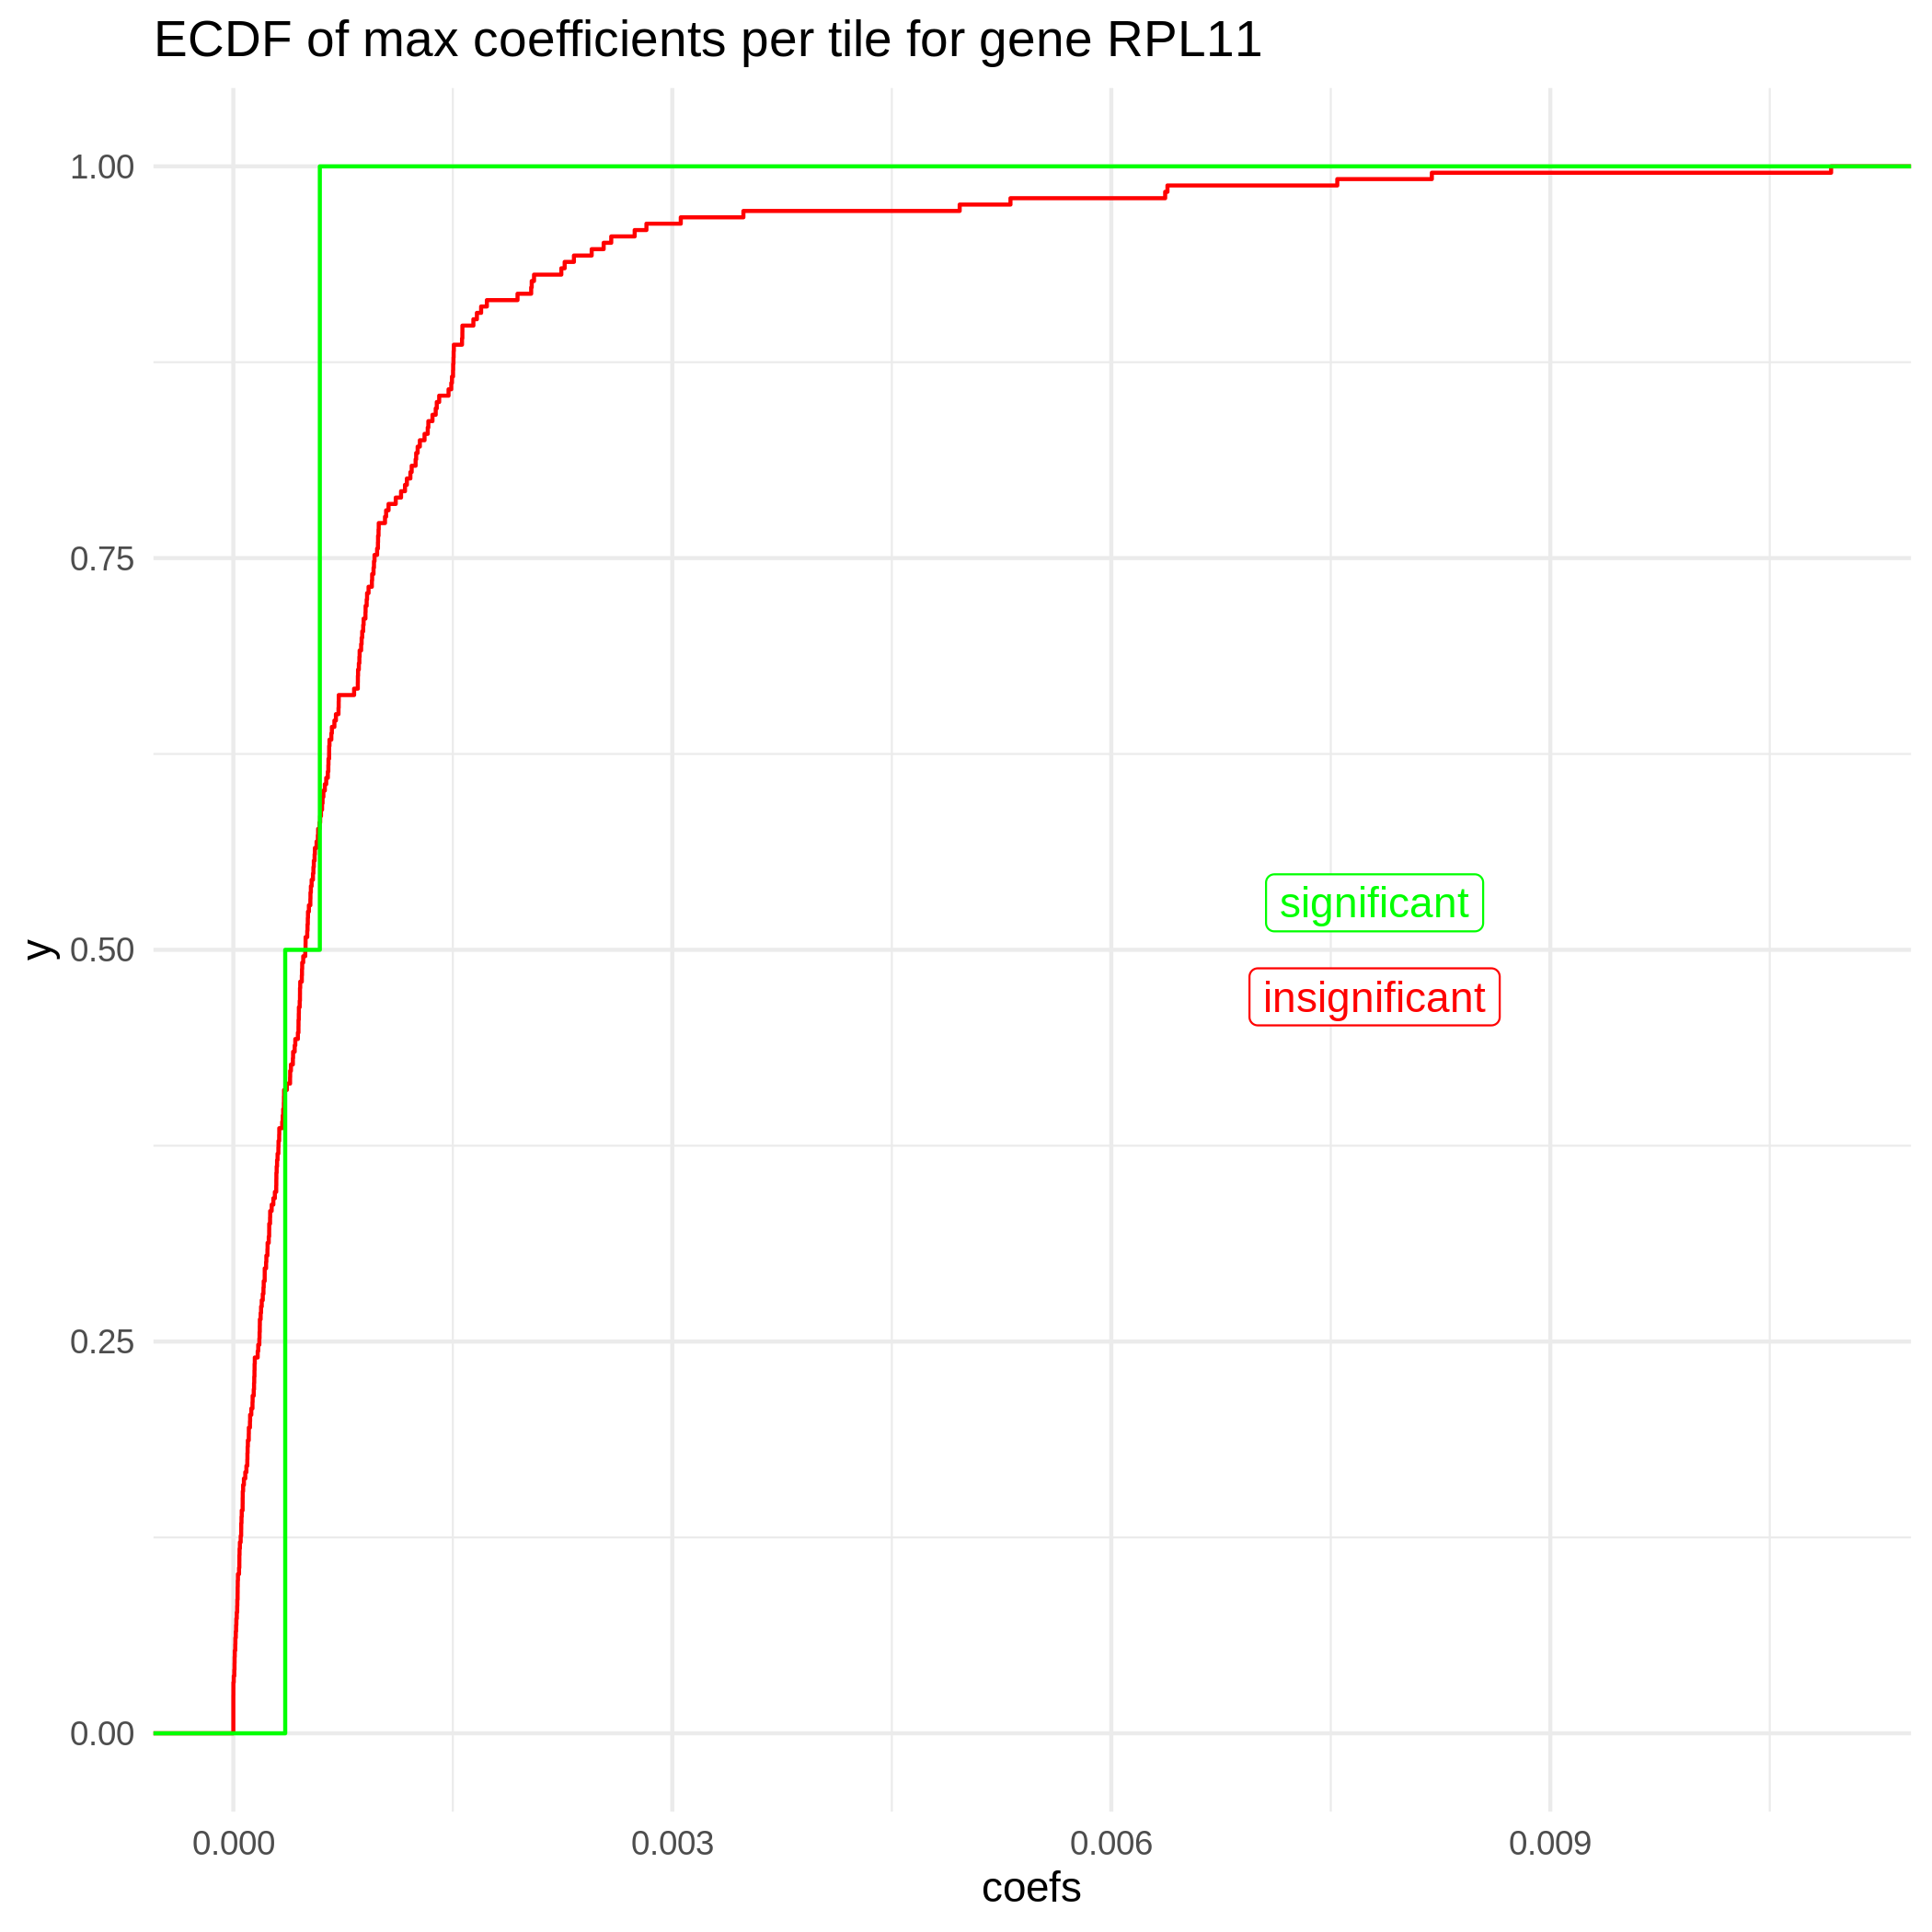 ECDF of max coefficients per tile for gene RPL11
1.00
0.75
0.50
0.25
0.00
y
significant
insignificant
0.000
0.003
0.006
0.009
coefs